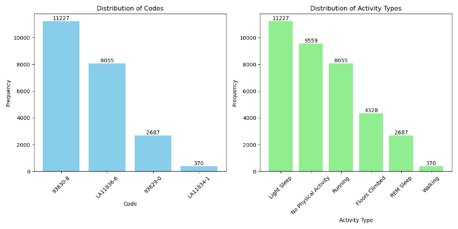 Distribution of Codes
11227
8055
2687
370
10000
8000
6000
4000
2000
0
Frequency
93830-8
LA11836-6
93829-0
LA11834-1
Code
Distribution of Activity Types
11227
9559
8055
4328
2687
370
10000
8000
6000
4000
2000
0
Frequency
Light Sleep
No Physical Activity
Running
Floors Climbed
REM Sleep
Walking
Activity Type